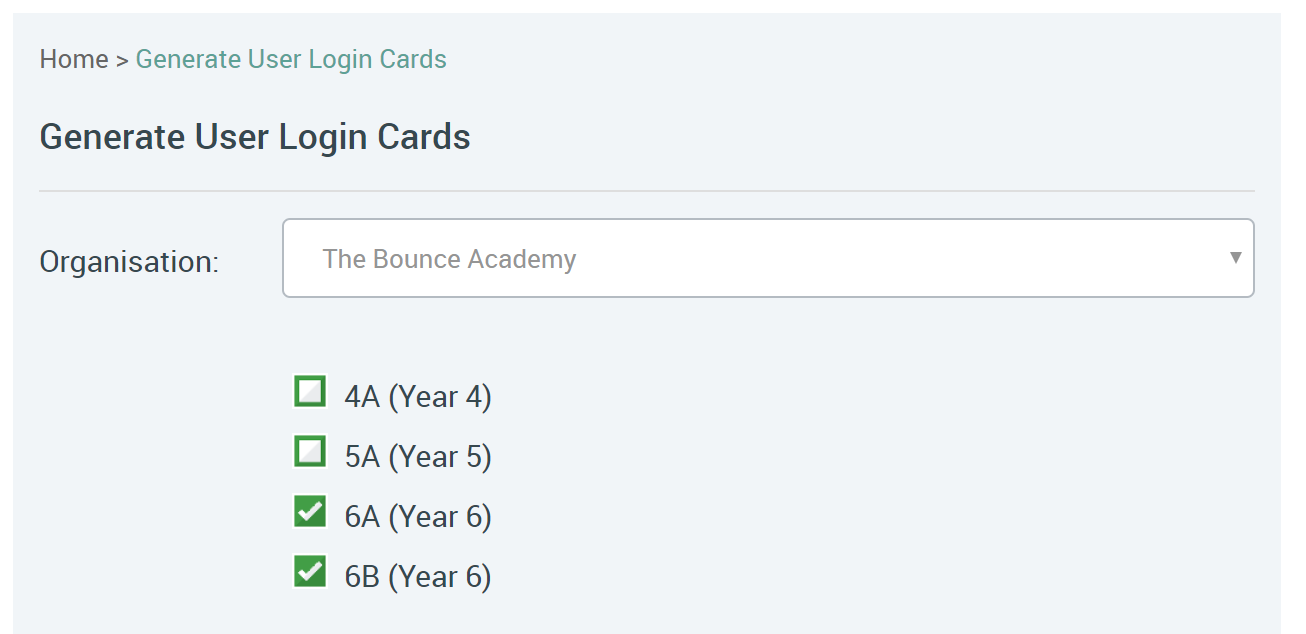 Home > Generate User Login Cards
Generate User Login Cards
Organisation: The Bounce Academy
4A (Year 4)
5A (Year 5)
6A (Year 6)
6B (Year 6)